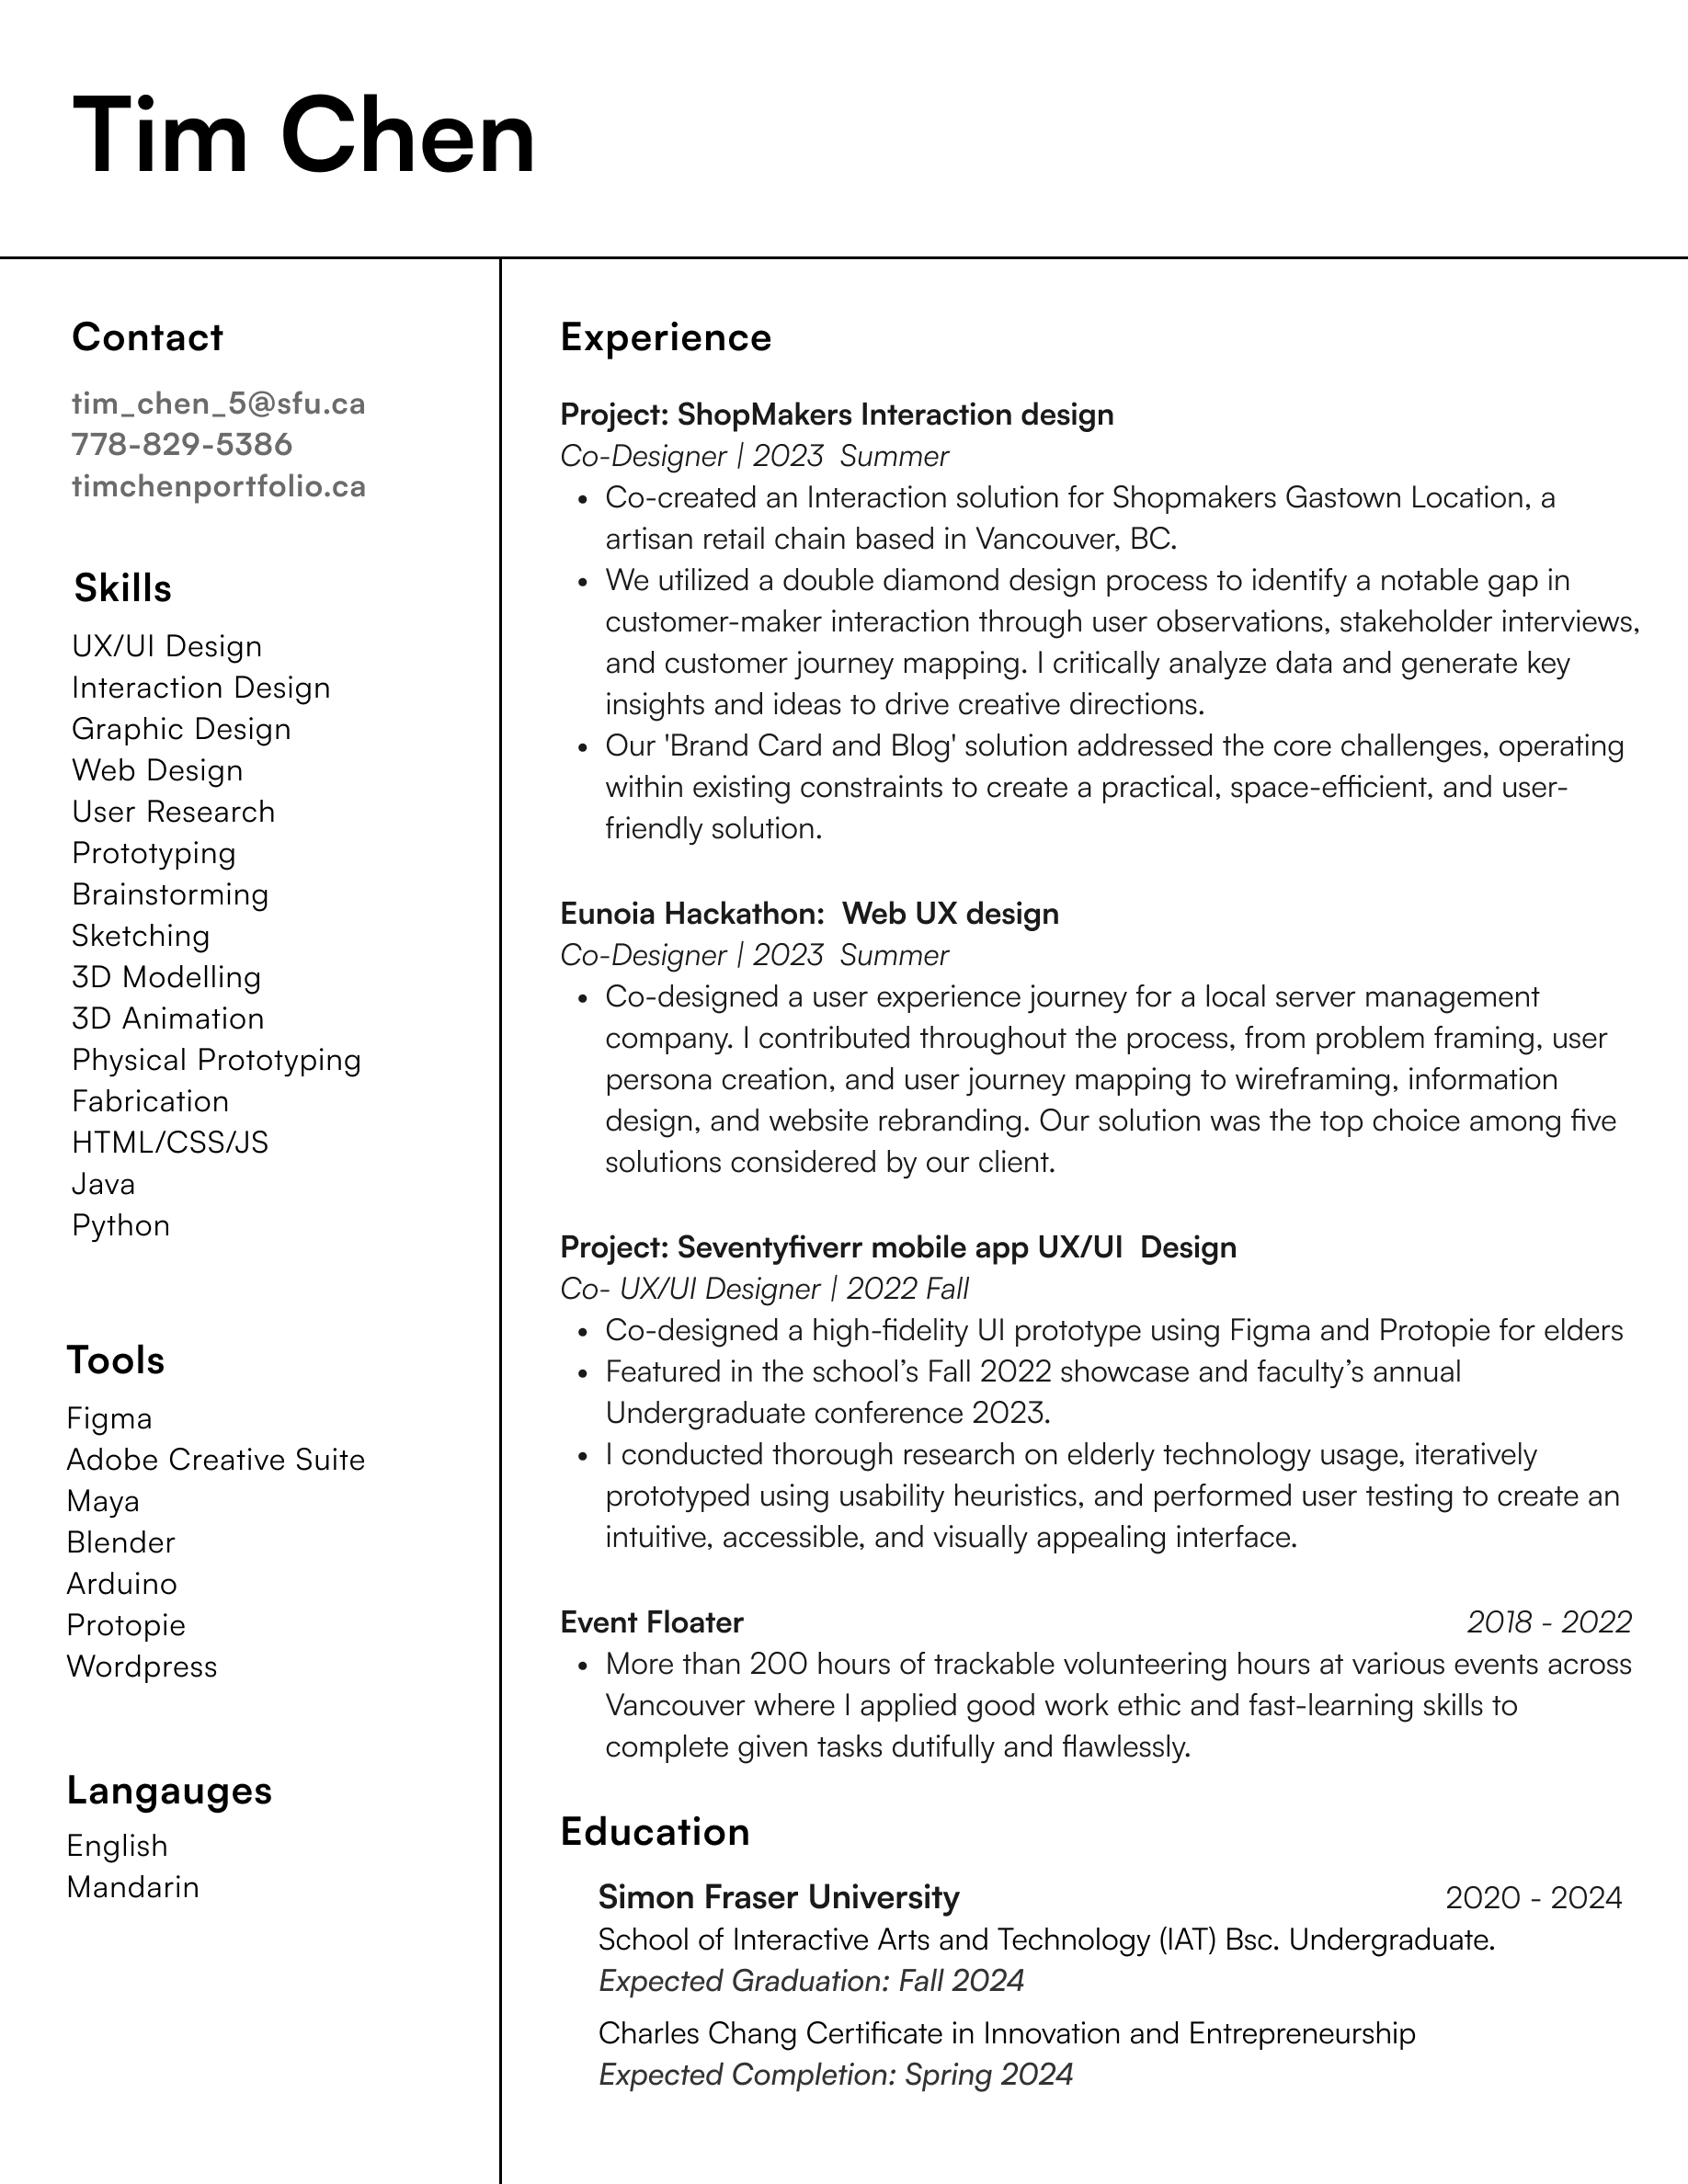 Tim Chen
Contact
tim_chen_5@sfu.ca
778-829-5386
timchenportfolio.ca
Skills
UX/UI Design
Interaction Design
Graphic Design
Web Design
User Research
Prototyping
Brainstorming
Sketching
3D Modelling
3D Animation
Physical Prototyping
Fabrication
HTML/CSS/JS
Java
Python
Tools
Figma
Adobe Creative Suite
Maya
Blender
Arduino
Protopie
Wordpress
Langauges
English
Mandarin
Experience
Project: ShopMakers Interaction design
Co-Designer | 2023 Summer
• Co-created an Interaction solution for Shopmakers Gastown Location, a
artisan retail chain based in Vancouver, BC.
• We utilized a double diamond design process to identify a notable gap in
customer-maker interaction through user observations, stakeholder interviews,
and customer journey mapping. I critically analyze data and generate key
insights and ideas to drive creative directions.
• Our 'Brand Card and Blog' solution addressed the core challenges, operating
within existing constraints to create a practical, space-efficient, and user-
friendly solution.
Eunoia Hackathon: Web UX design
Co-Designer | 2023 Summer
• Co-designed a user experience journey for a local server management
company. I contributed throughout the process, from problem framing, user
persona creation, and user journey mapping to wireframing, information
design, and website rebranding. Our solution was the top choice among five
solutions considered by our client.
Project: Seventyfiverr mobile app UX/UI Design
Co- UX/UI Designer | 2022 Fall
• Co-designed a high-fidelity UI prototype using Figma and Protopie for elders
• Featured in the school’s Fall 2022 showcase and faculty’s annual
Undergraduate conference 2023.
• I conducted thorough research on elderly technology usage, iteratively
prototyped using usability heuristics, and performed user testing to create an
intuitive, accessible, and visually appealing interface.
Event Floater 2018 - 2022
• More than 200 hours of trackable volunteering hours at various events across
Vancouver where I applied good work ethic and fast-learning skills to
complete given tasks dutifully and flawlessly.
Education
Simon Fraser University 2020 - 2024
School of Interactive Arts and Technology (IAT) Bsc. Undergraduate.
Expected Graduation: Fall 2024
Charles Chang Certificate in Innovation and Entrepreneurship
Expected Completion: Spring 2024